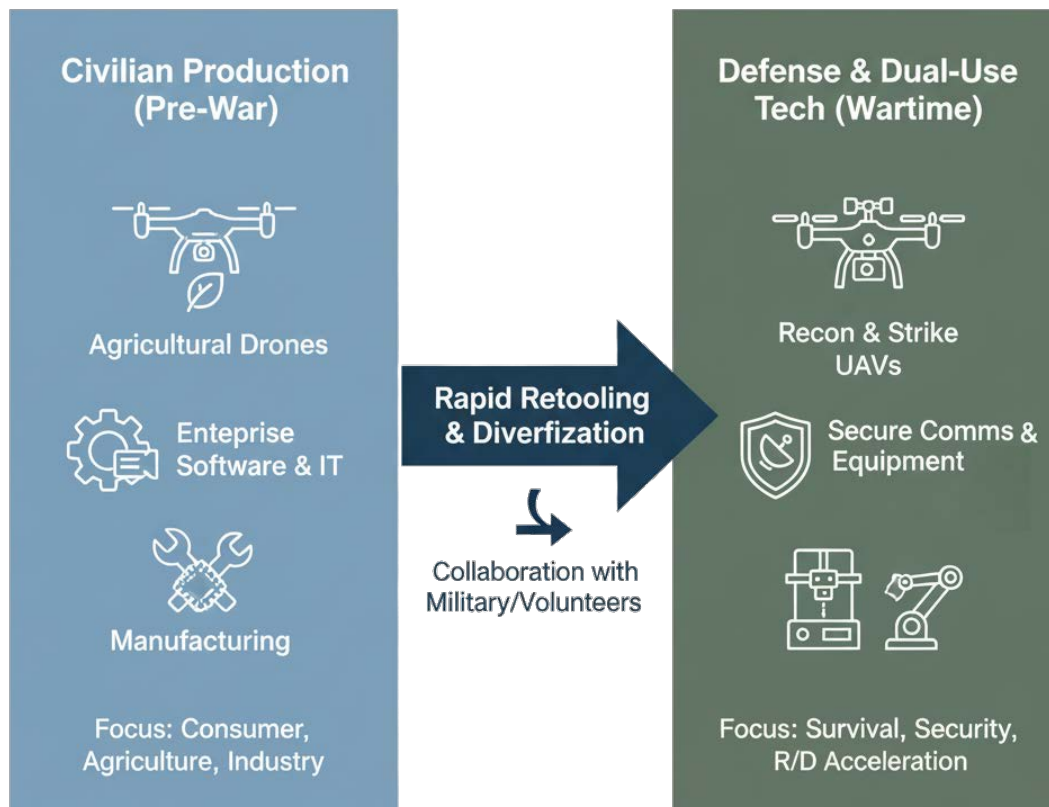 Civilian Production
(Pre-War)
Agricultural Drones
Enteprise
Software & IT
Manufacturing
Focus: Consumer,
Agriculture, Industry
Rapid Retooling
& Diverfization
Collaboration with
Military/Volunteers
Defense & Dual-Use
Tech (Wartime)
Recon & Strike
UAVs
Secure Comms &
Equipment
Focus: Survival, Security,
R/D Acceleration